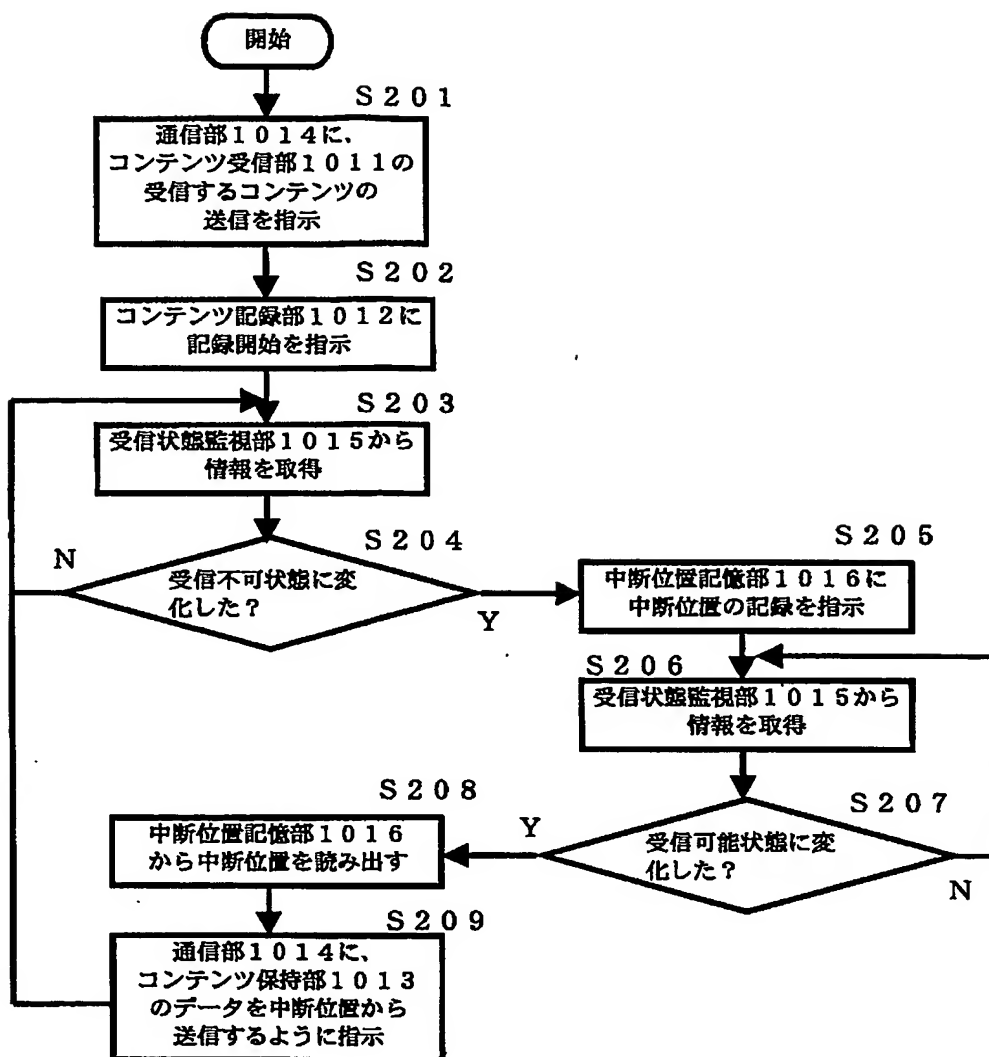 開始
S201
通信部1014に、
コンテンツ受信部1011の
受信するコンテンツの
送信を指示
S202
コンテンツ記録部1012に
記録開始を指示
S203
受信状態監視部1015から
情報を取得
S204
受信不可状態に変
化した?
N
Y
S205
中断位置記憶部1016に
中断位置の記録を指示
S206
受信状態監視部1015から
情報を取得
S207
受信可能状態に変
化した?
Y
N
S208
中断位置記憶部1016
から中断位置を読み出す
S209
通信部1014に、
コンテンツ保持部1013
のデータを中断位置から
送信するように指示